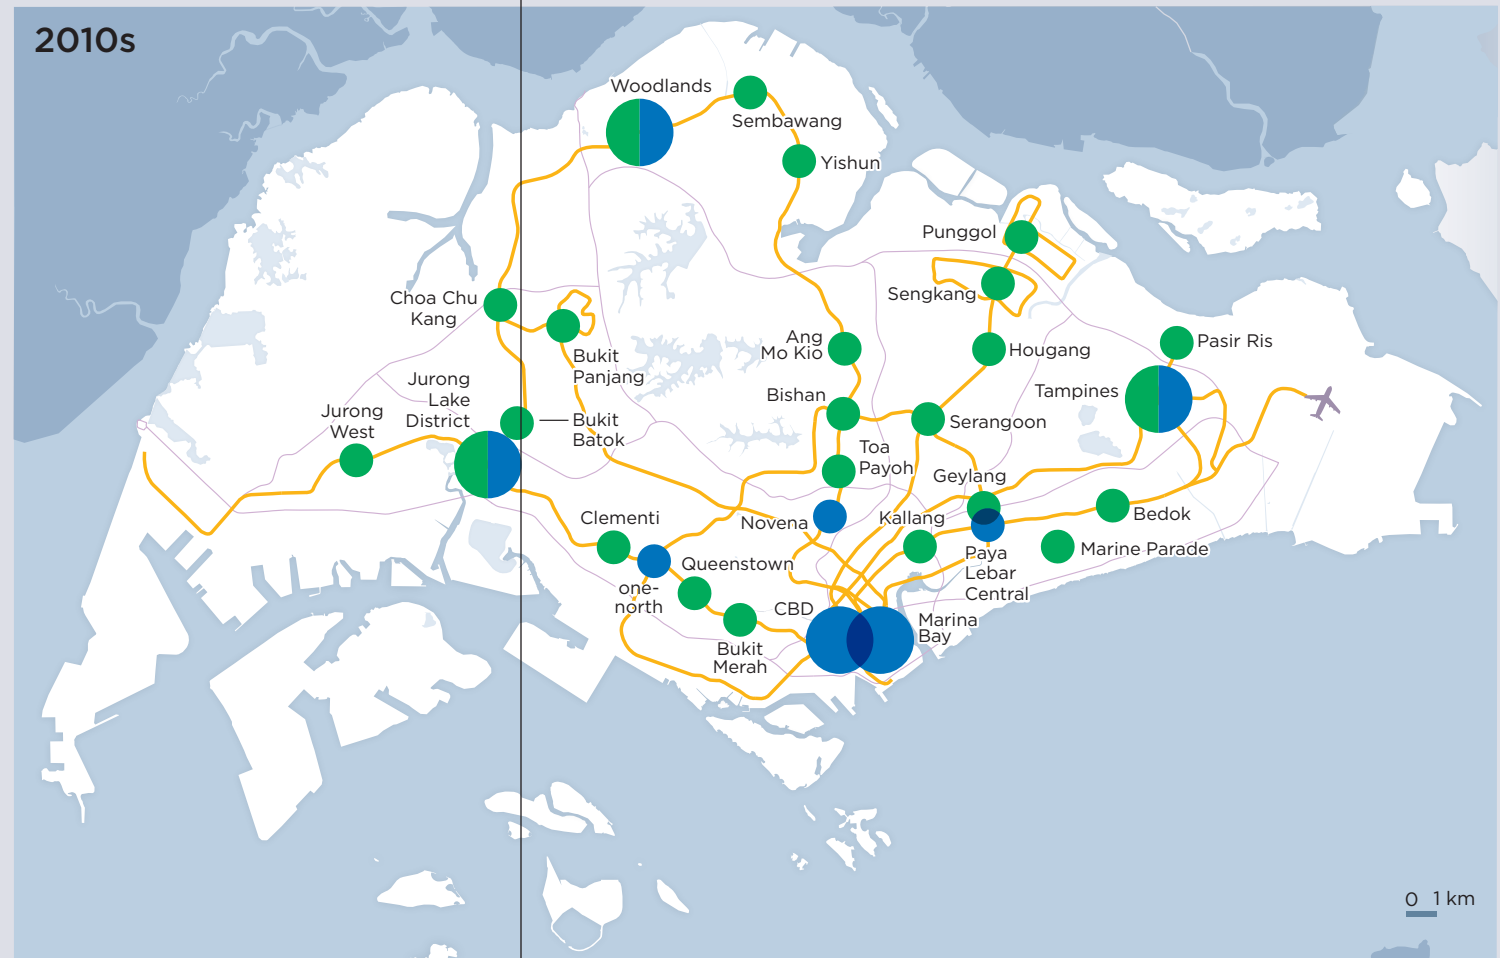 2010s
Woodlands
Sembawang
Yishun
Punggol
Sengkang
Choa Chu
Kang
Bukit
Panjang
Ang
Mo Kio
Hougang
Pasir Ris
Tampines
Jurong
Lake
District
Jurong
West
Bukit
Batok
Bishan
Serangoon
Toa
Payoh
Geylang
Novena
Kallang
Bedok
Clementi
Marine Parade
Queenstown
Paya
Lebar
Central
one-
north
CBD
Marina
Bay
Bukit
Merah
0 1 km